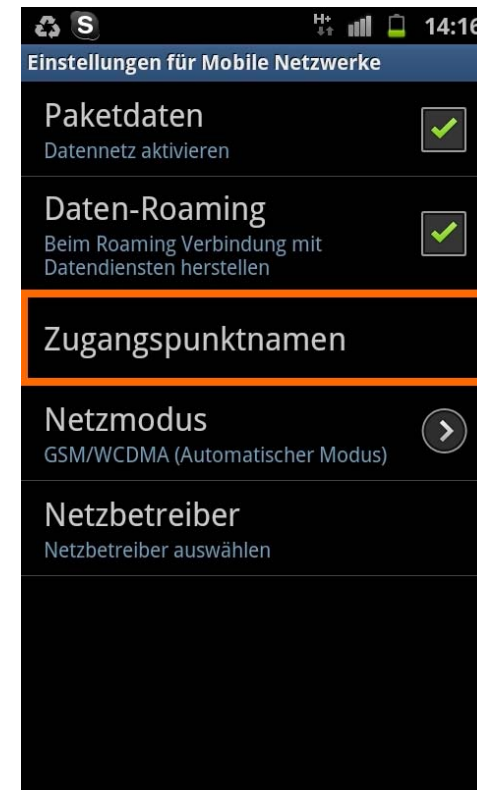 S H+ 14:16
Einstellungen für Mobile Netzwerke
Paketdaten
Datennetz aktivieren
Daten-Roaming
Beim Roaming Verbindung mit
Datendiensten herstellen
Zugangspunktnamen
Netzmodus
GSM/WCDMA (Automatischer Modus)
Netzbetreiber
Netzbetreiber auswählen